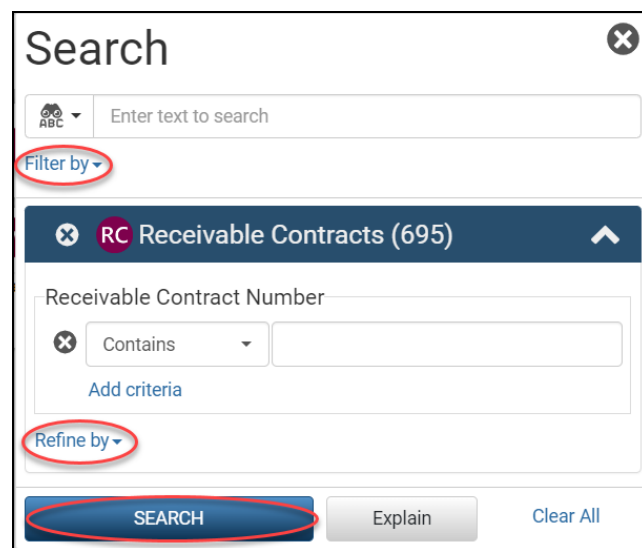 Search
ABC Enter text to search
Filter by
RC Receivable Contracts (695)
Receivable Contract Number
Contains
Add criteria
Refine by
SEARCH Explain Clear All